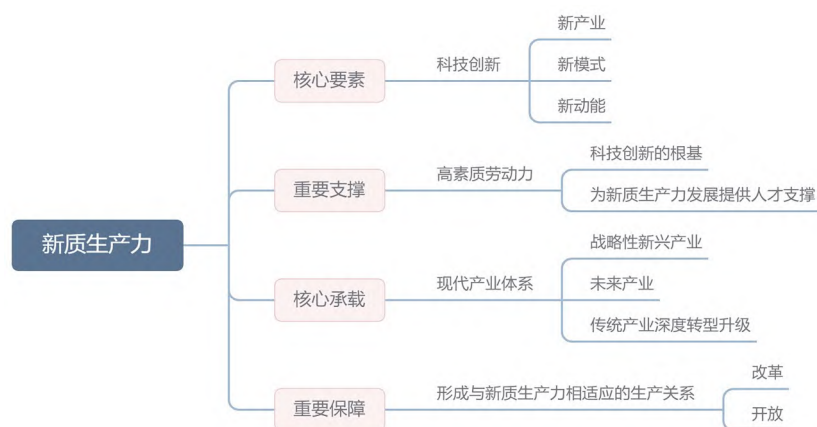 新质生产力
核心要素
科技创新
新产业
新模式
新动能
重要支撑
高素质劳动力
科技创新的根基
为新质生产力发展提供人才支撑
核心承载
现代产业体系
战略性新兴产业
未来产业
传统产业深度转型升级
重要保障
形成与新质生产力相适应的生产关系
改革
开放